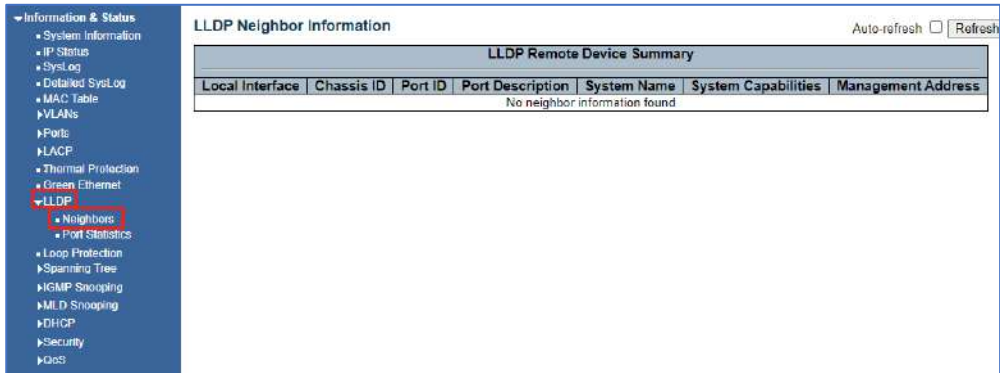 Information & Status
System Information
IP Status
SysLog
Detailed SysLog
MAC Table
VLANs
Ports
LACP
Thermal Protection
Green Ethernet
LLDP
Neighbors
Port Statistics
Loop Protection
Spanning Tree
IGMP Snooping
MLD Snooping
DHCP
Security
QoS
LLDP Neighbor Information
Auto-refresh Refresh
LLDP Remote Device Summary
Local Interface Chassis ID Port ID Port Description System Name System Capabilities Management Address
No neighbor information found